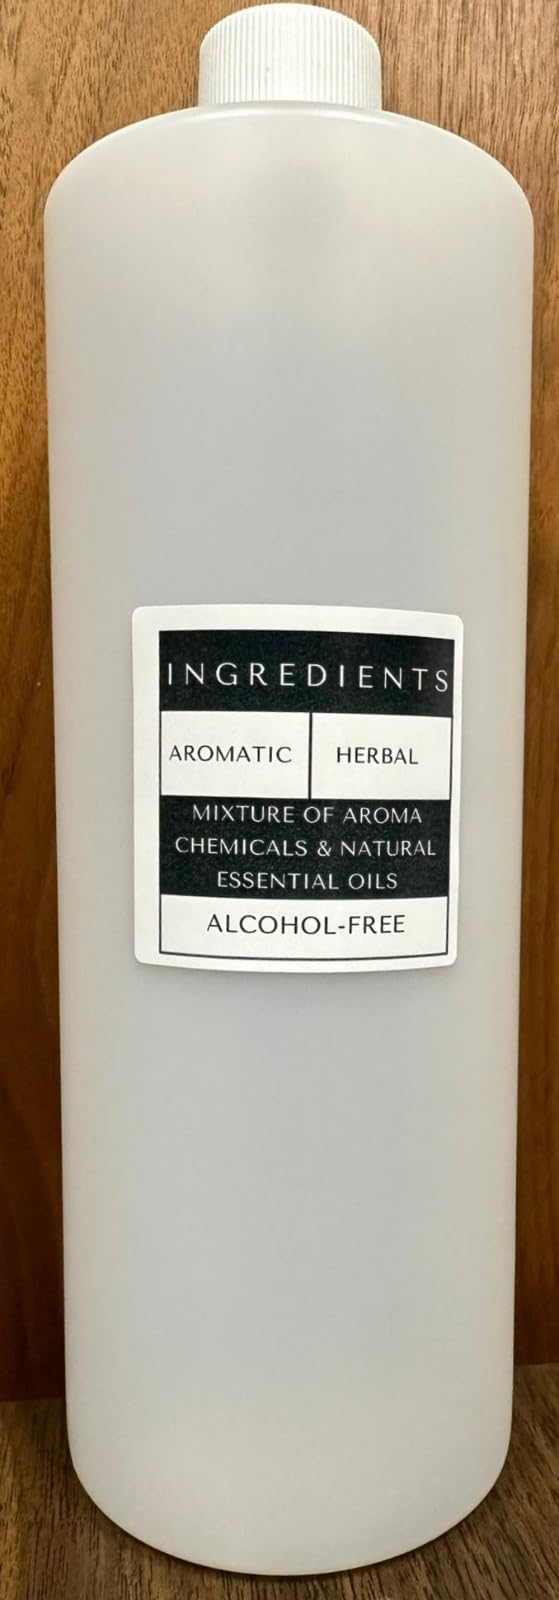 INGREDIENTS
AROMATIC HERBAL
MIXTURE OF AROMA
CHEMICALS & NATURAL
ESSENTIAL OILS
ALCOHOL-FREE